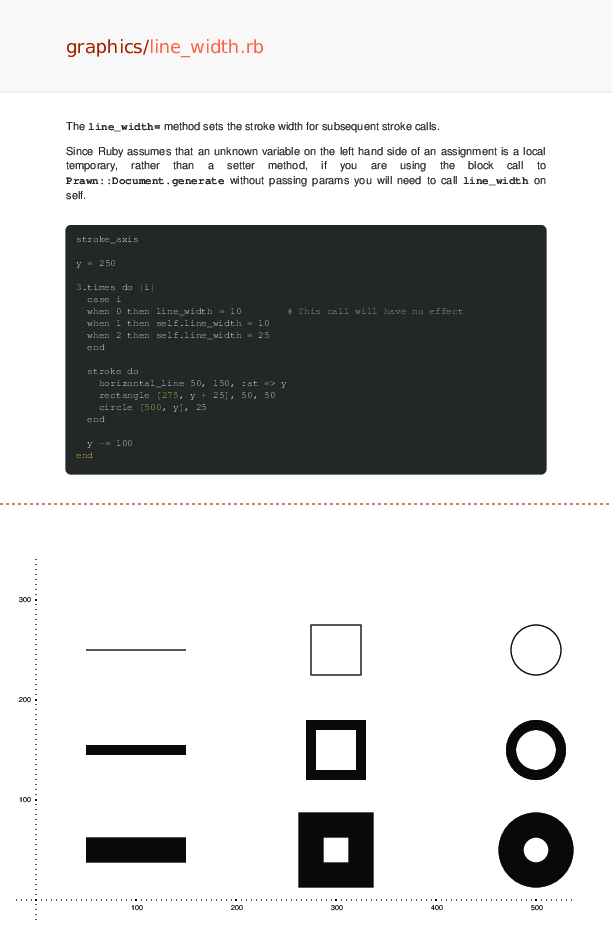 graphics/line_width.rb
The line_width= method sets the stroke width for subsequent stroke calls.
Since Ruby assumes that an unknown variable on the left hand side of an assignment is a local
temporary, rather than a setter method, if you are using the block call to
Prawn::Document.generate without passing params you will need to call line_width on
self.
stroke_axis
y = 250
3.times do |i|
  case i
  when 0 then line_width = 10        # This call will have no effect
  when 1 then self.line_width = 10
  when 2 then self.line_width = 25
  end
  stroke do
    horizontal_line 50, 150, :at => y
    rectangle [275, y + 25], 50, 50
    circle [500, y], 25
  end
  y -= 100
end
300
200
100
100 200 300 400 500